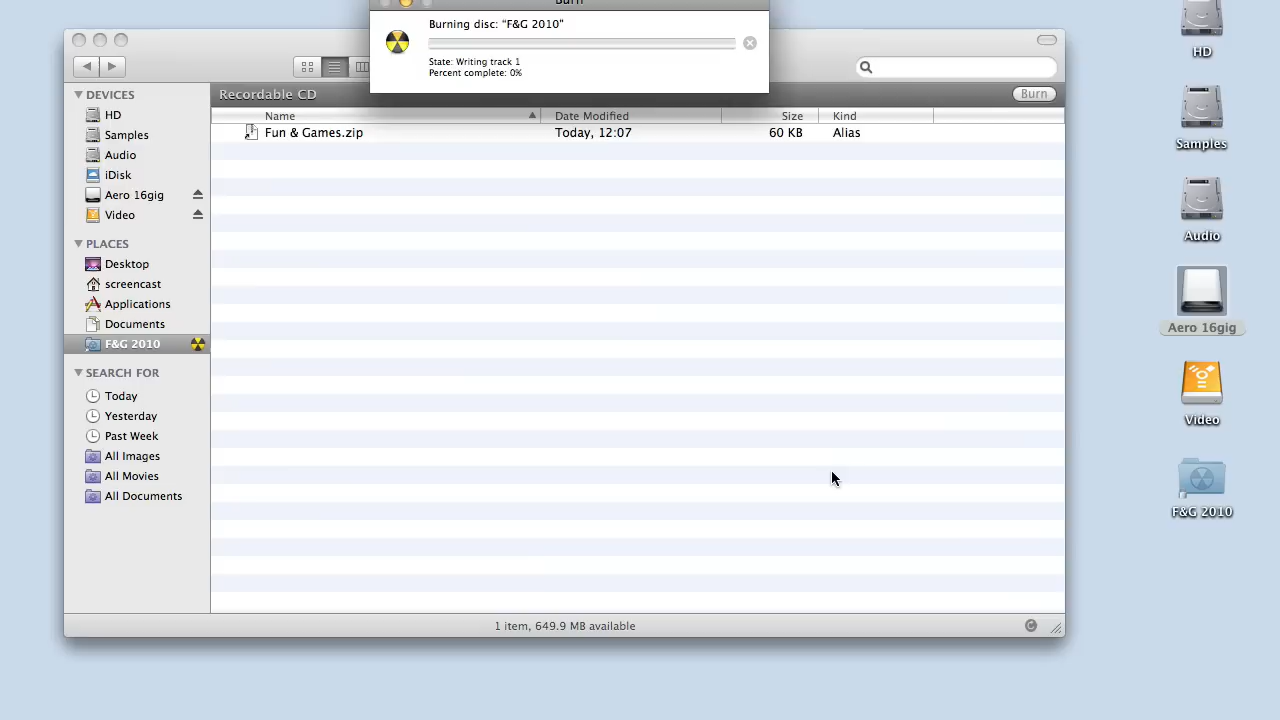 Burn
Burning disc: "F&G 2010"
State: Writing track 1
Percent complete: 0%
Recordable CD
Burn
Name
Date Modified
Size
Kind
Fun & Games.zip
Today, 12:07
60 KB
Alias
DEVICES
HD
Samples
Audio
iDisk
Aero 16gig
Video
PLACES
Desktop
screencast
Applications
Documents
F&G 2010
SEARCH FOR
Today
Yesterday
Past Week
All Images
All Movies
All Documents
1 item, 649.9 MB available
HD
Samples
Audio
Aero 16gig
Video
F&G 2010